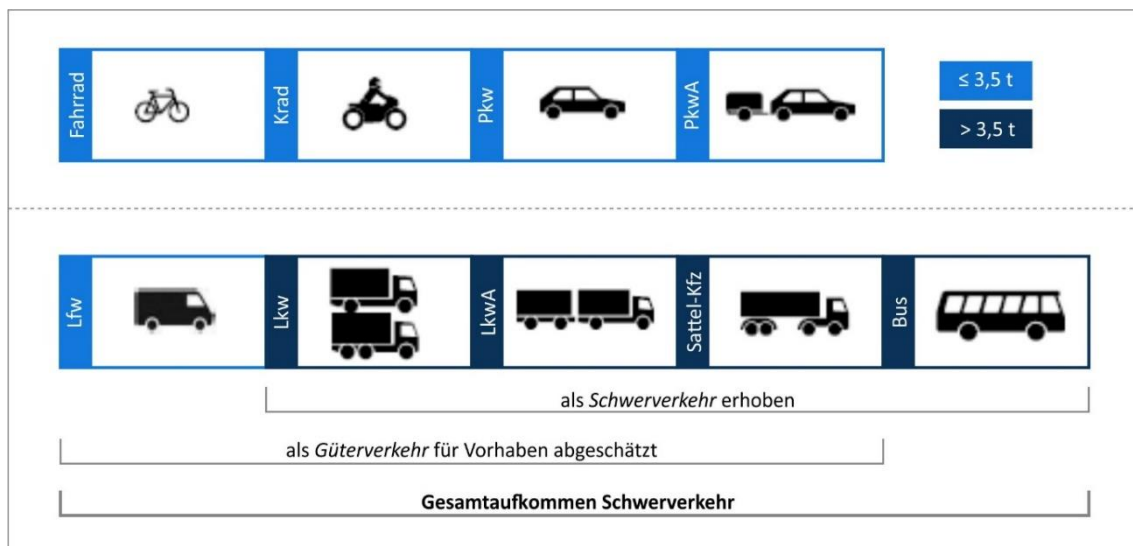 Fahrrad
Krad
Pkw
PkwA
≤ 3,5 t
> 3,5 t
Lfw
Lkw
LkwA
Sattel-Kfz
Bus
als Schwerverkehr erhoben
als Güterverkehr für Vorhaben abgeschätzt
Gesamtaufkommen Schwerverkehr